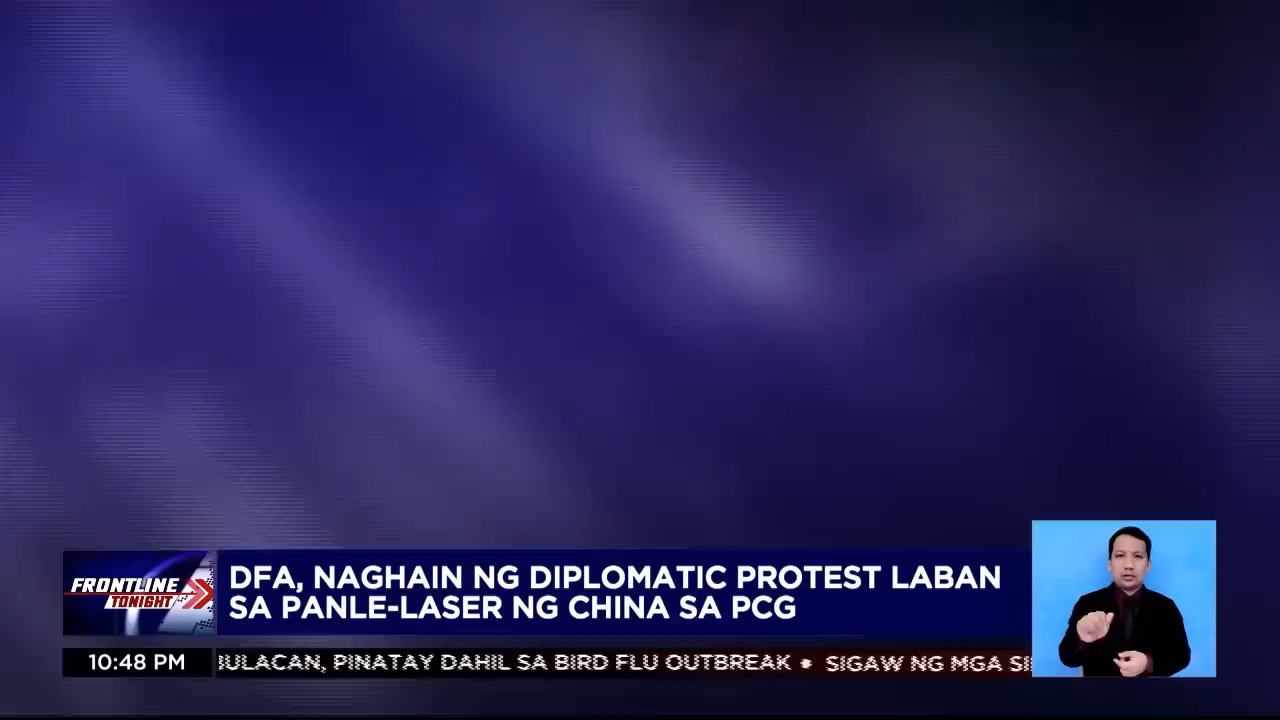 FRONTLINE
TONIGHT
DFA, NAGHAIN NG DIPLOMATIC PROTEST LABAN
SA PANLE-LASER NG CHINA SA PCG
10:48 PM
BULACAN, PINATAY DAHIL SA BIRD FLU OUTBREAK • SIGAW NG MGA